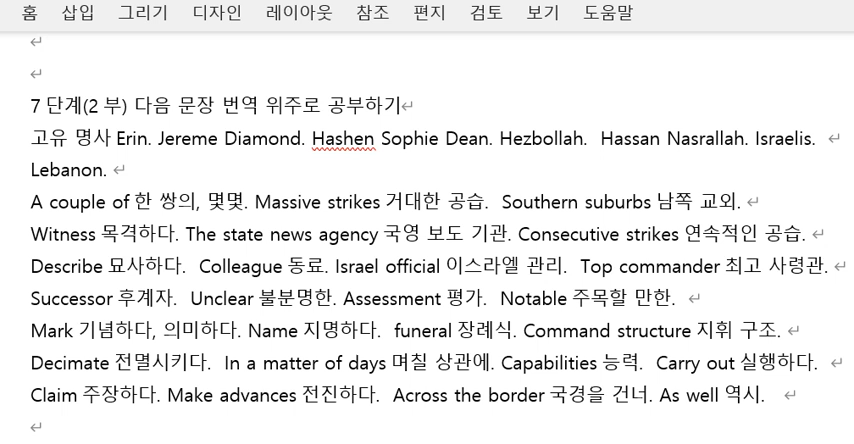 홈 삽입 그리기 디자인 레이아웃 참조 편지 검토 보기 도움말
7 단계(2 부) 다음 문장 번역 위주로 공부하기
고유 명사 Erin. Jereme Diamond. Hashen Sophie Dean. Hezbollah. Hassan Nasrallah. Israelis.
Lebanon.
A couple of 한 쌍의, 몇몇. Massive strikes 거대한 공습. Southern suburbs 남쪽 교외.
Witness 목격하다. The state news agency 국영 보도 기관. Consecutive strikes 연속적인 공습.
Describe 묘사하다. Colleague 동료. Israel official 이스라엘 관리. Top commander 최고 사령관.
Successor 후계자. Unclear 불분명한. Assessment 평가. Notable 주목할 만한.
Mark 기념하다, 의미하다. Name 지명하다. funeral 장례식. Command structure 지휘 구조.
Decimate 전멸시키다. In a matter of days 며칠 상관에. Capabilities 능력. Carry out 실행하다.
Claim 주장하다. Make advances 전진하다. Across the border 국경을 건너. As well 역시.